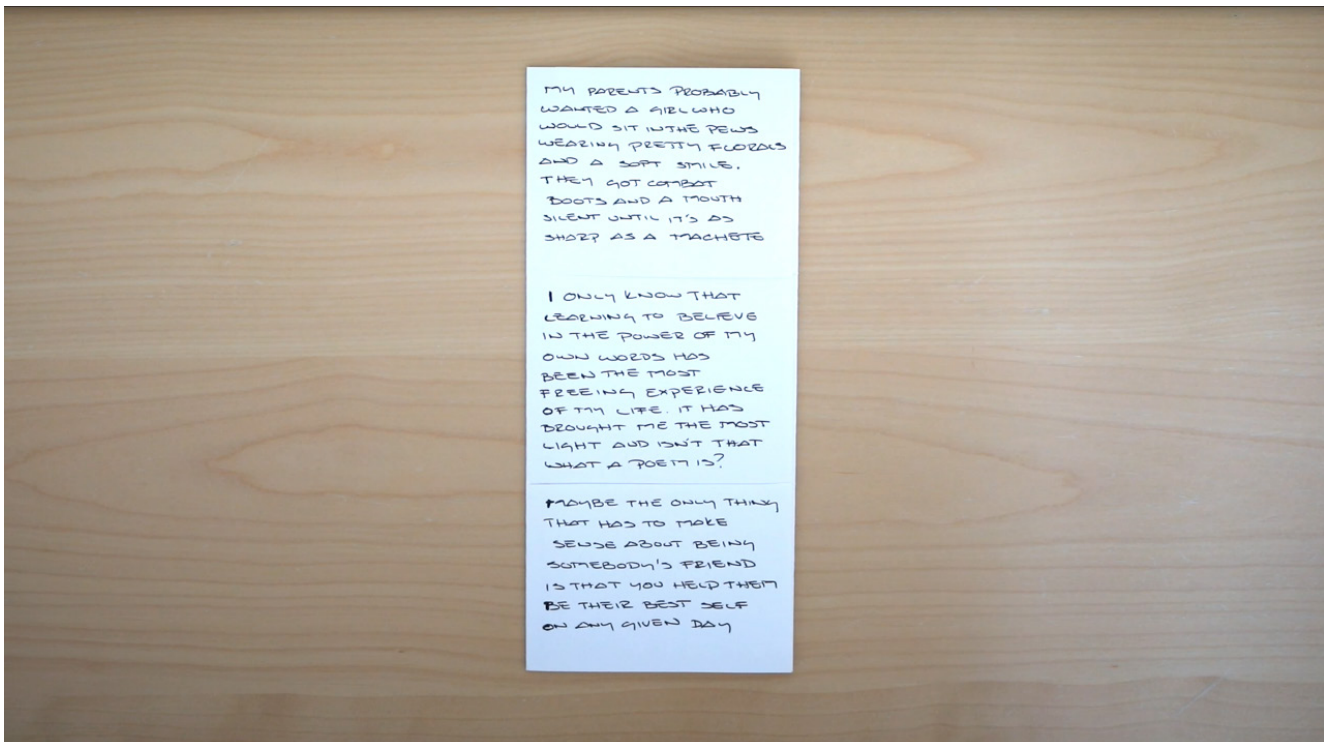 MY PARENTS PROBABLY
WANTED A GIRL WHO
WOULD SIT IN THE PEWS
WEARING PRETTY FLORALS
AND A SOFT SMILE.
THEY GOT COMBAT
BOOTS AND A MOUTH
SILENT UNTIL IT'S AS
SHARP AS A MACHETE
I ONLY KNOW THAT
LEARNING TO BELIEVE
IN THE POWER OF MY
OWN WORDS HAS
BEEN THE MOST
FREEING EXPERIENCE
OF MY LIFE. IT HAS
BROUGHT ME THE MOST
LIGHT AND ISN'T THAT
WHAT A POEM IS?
MAYBE THE ONLY THING
THAT HAS TO MAKE
SENSE ABOUT BEING
SOMEBODY'S FRIEND
IS THAT YOU HELP THEM
BE THEIR BEST SELF
ON ANY GIVEN DAY